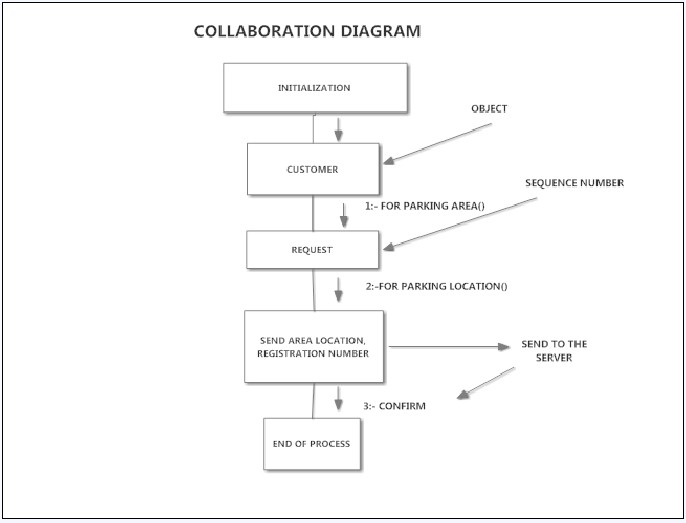 COLLABORATION DIAGRAM
INITIALIZATION
OBJECT
CUSTOMER
SEQUENCE NUMBER
1:- FOR PARKING AREA()
REQUEST
2:-FOR PARKING LOCATION()
SEND AREA LOCATION,
REGISTRATION NUMBER
SEND TO THE
SERVER
3:- CONFIRM
END OF PROCESS